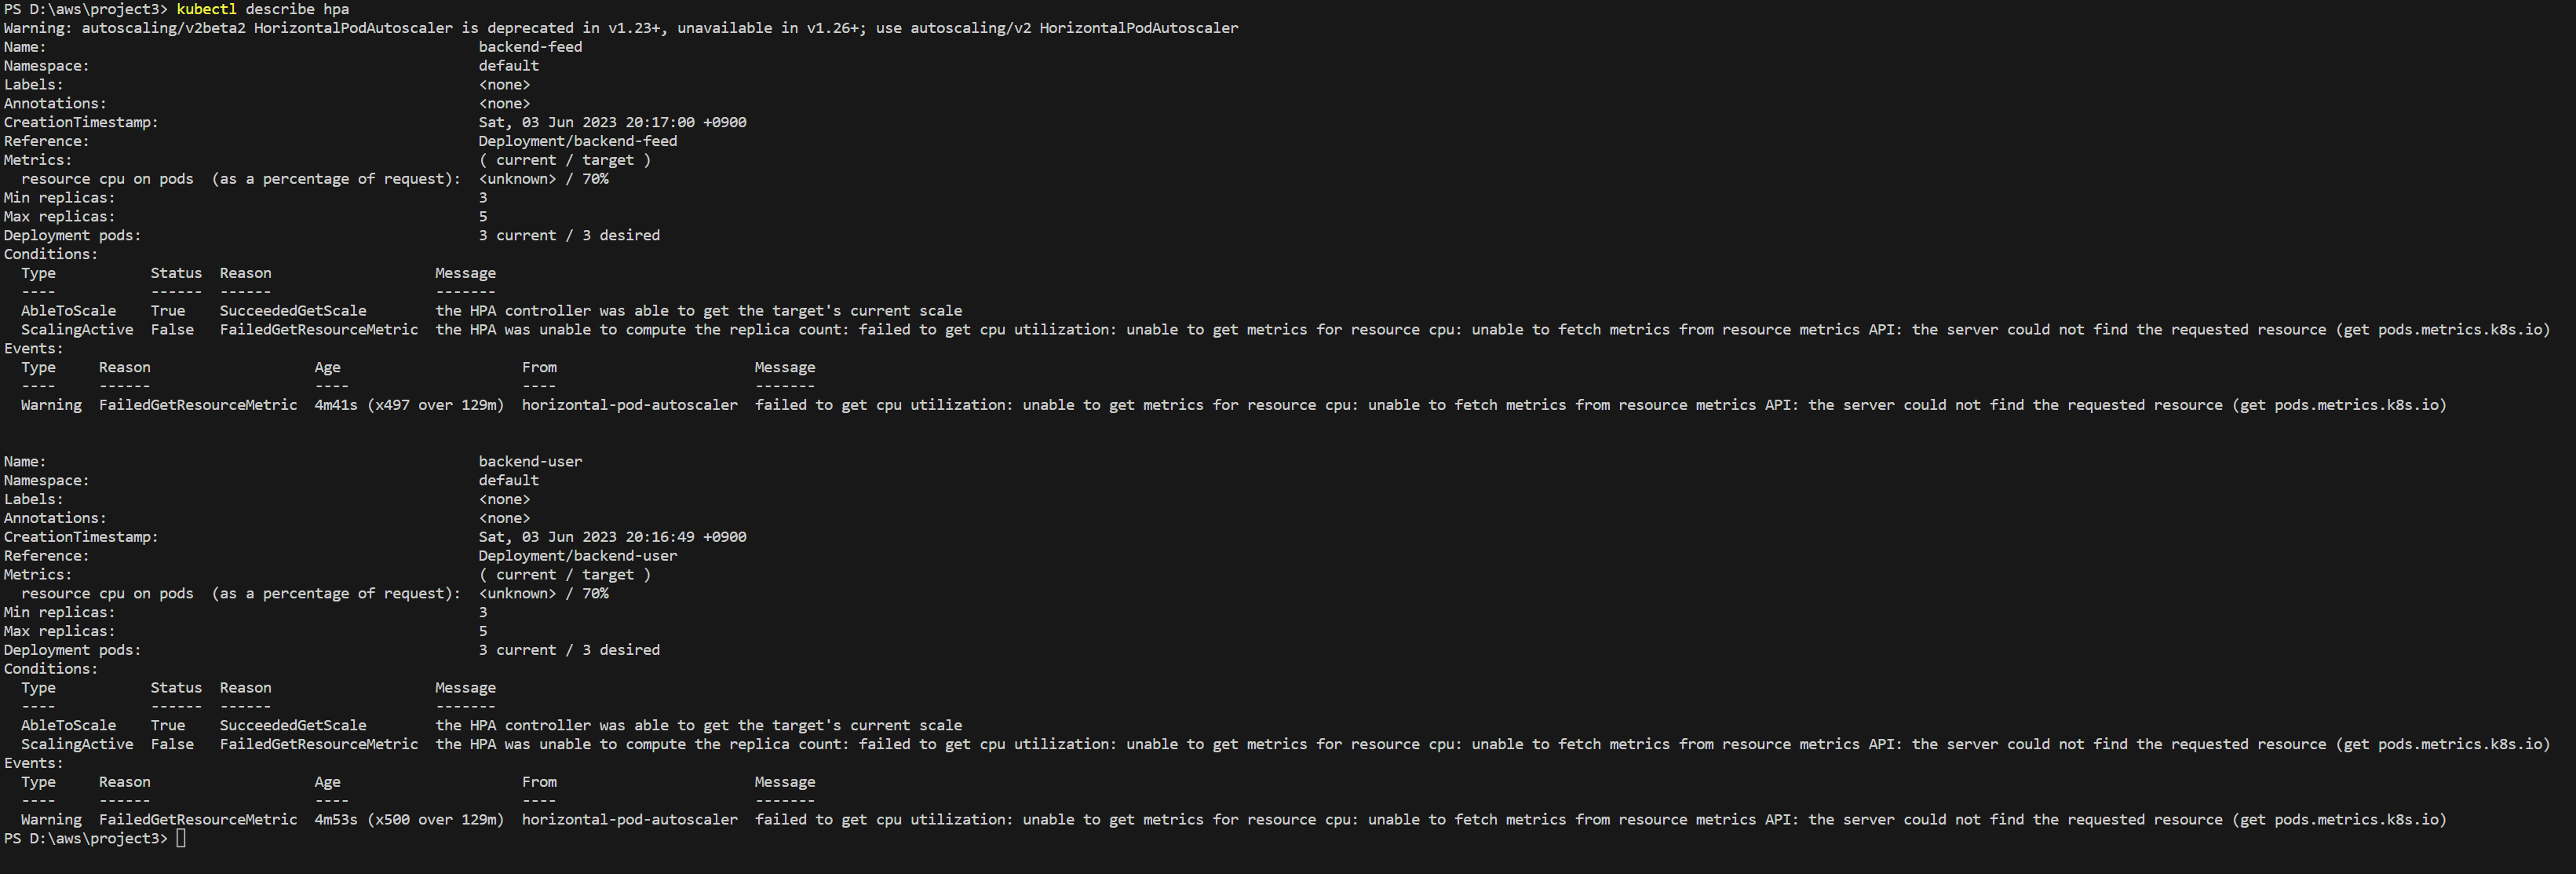 PS D:\aws\project3> kubectl describe hpa
Warning: autoscaling/v2beta2 HorizontalPodAutoscaler is deprecated in v1.23+, unavailable in v1.26+; use autoscaling/v2 HorizontalPodAutoscaler
Name: backend-feed
Namespace: default
Labels: <none>
Annotations: <none>
CreationTimestamp: Sat, 03 Jun 2023 20:17:00 +0900
Reference: Deployment/backend-feed
Metrics: ( current / target )
resource cpu on pods (as a percentage of request): <unknown> / 70%
Min replicas: 3
Max replicas: 5
Deployment pods: 3 current / 3 desired
Conditions:
Type Status Reason Message
---- ------ ------ -------
AbleToScale True SucceededGetScale the HPA controller was able to get the target's current scale
ScalingActive False FailedGetResourceMetric the HPA was unable to compute the replica count: failed to get cpu utilization: unable to get metrics for resource cpu: unable to fetch metrics from resource metrics API: the server could not find the requested resource (get pods.metrics.k8s.io)
Events:
Type Reason Age From Message
---- ------ ---- ---- -------
Warning FailedGetResourceMetric 4m41s (x497 over 129m) horizontal-pod-autoscaler failed to get cpu utilization: unable to get metrics for resource cpu: unable to fetch metrics from resource metrics API: the server could not find the requested resource (get pods.metrics.k8s.io)
Name: backend-user
Namespace: default
Labels: <none>
Annotations: <none>
CreationTimestamp: Sat, 03 Jun 2023 20:16:49 +0900
Reference: Deployment/backend-user
Metrics: ( current / target )
resource cpu on pods (as a percentage of request): <unknown> / 70%
Min replicas: 3
Max replicas: 5
Deployment pods: 3 current / 3 desired
Conditions:
Type Status Reason Message
---- ------ ------ -------
AbleToScale True SucceededGetScale the HPA controller was able to get the target's current scale
ScalingActive False FailedGetResourceMetric the HPA was unable to compute the replica count: failed to get cpu utilization: unable to get metrics for resource cpu: unable to fetch metrics from resource metrics API: the server could not find the requested resource (get pods.metrics.k8s.io)
Events:
Type Reason Age From Message
---- ------ ---- ---- -------
Warning FailedGetResourceMetric 4m53s (x500 over 129m) horizontal-pod-autoscaler failed to get cpu utilization: unable to get metrics for resource cpu: unable to fetch metrics from resource metrics API: the server could not find the requested resource (get pods.metrics.k8s.io)
PS D:\aws\project3>